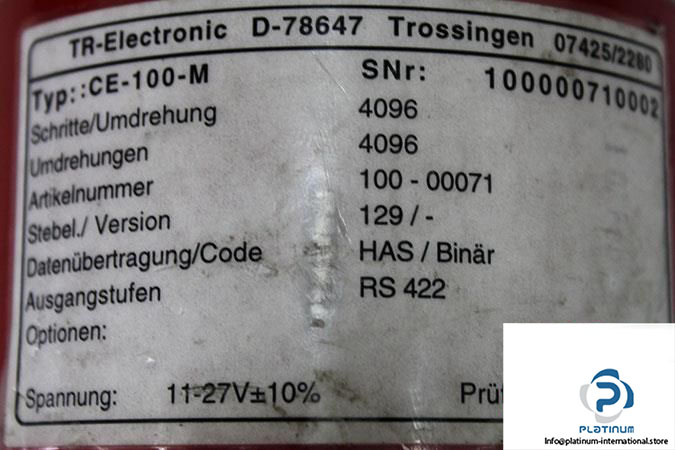 TR-Electronic D-78647 Trossingen 07425/2280
Typ:: CE-100-M SNr: 100000710002
Schritte/Umdrehung 4096
Umdrehungen 4096
Artikelnummer 100 - 00071
Stebel./ Version 129 / -
Datenübertragung/Code HAS / Binär
Ausgangstufen RS 422
Optionen:
Spannung: 11-27V±10% Prüf
PLATINUM
Info@platinum-international.store